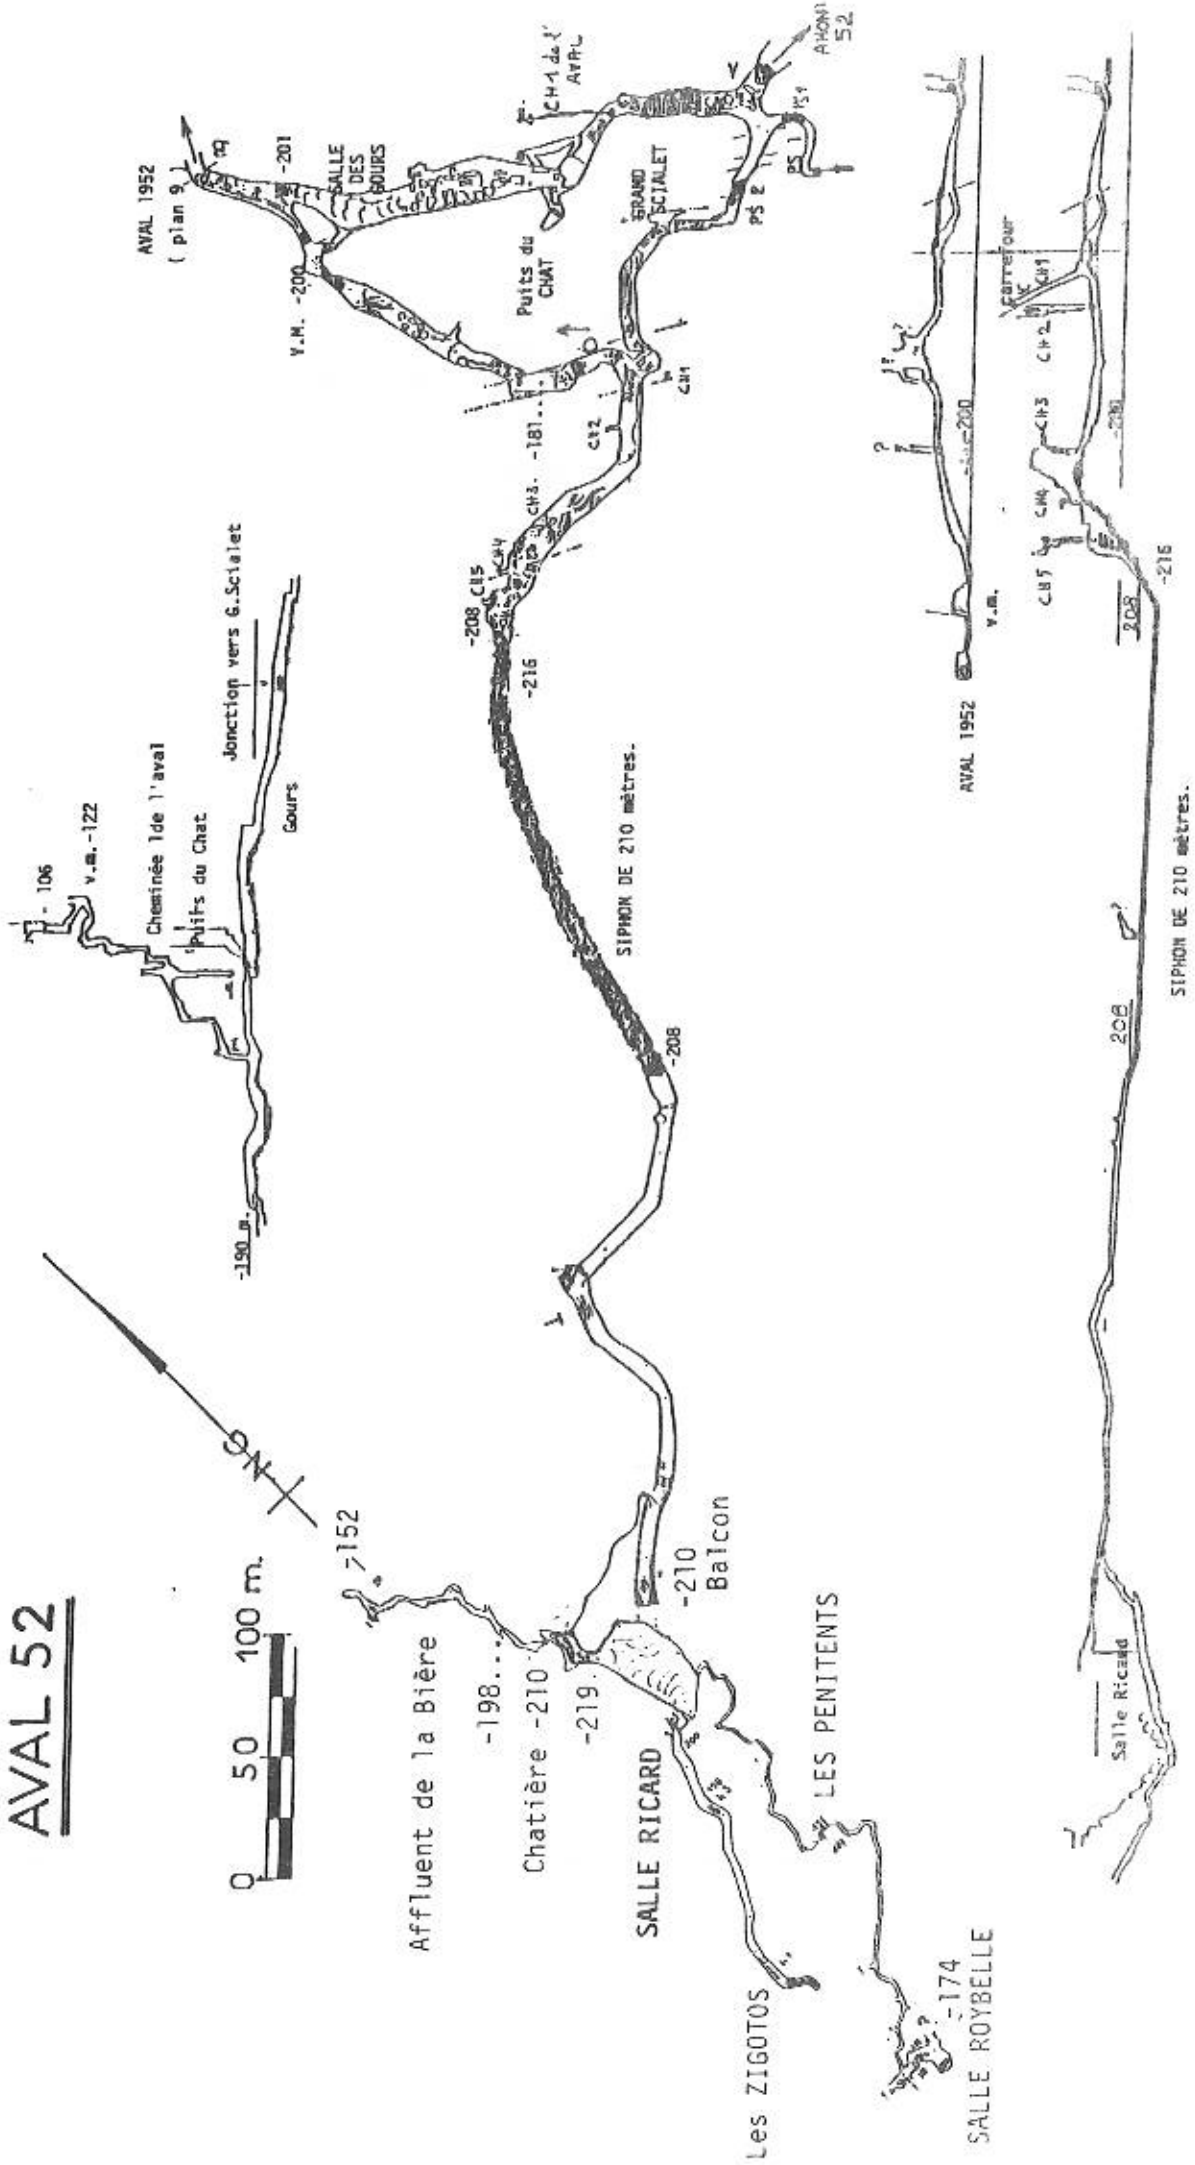 AVAL 52
0 50 100 m.
NG
Affluent de la Bière
-152
-198...
Chatière -210
-219
SALLE RICARD
-210
Balcon
LES PENITENTS
Les ZIGOTOS
-174
SALLE ROYBELLE
-208
SIPHON DE 210 mètres.
-216
-208
CH5
CH4
CH3.
-181...
CH2
CH1
V.M. -200
AVAL 1952
( plan 9 )
-201
SALLE
DES
GOURS
Puits du
CHAT
CH1 de l'
AVAL
GRAND
SCIALET
PS 2
PS 1
PS1
Y
AMONT
52
- 106
v.m.-122
Cheminée 1de l'aval
Puits du Chat
-190 m.
Jonction vers G.Scialet
Gours
AVAL 1952
v.m.
-200
?
carrefour
CH5
CH4
CH3
CH2
CH1
-200
208
-216
208
?
Salle Ricard
SIPHON DE 210 mètres.